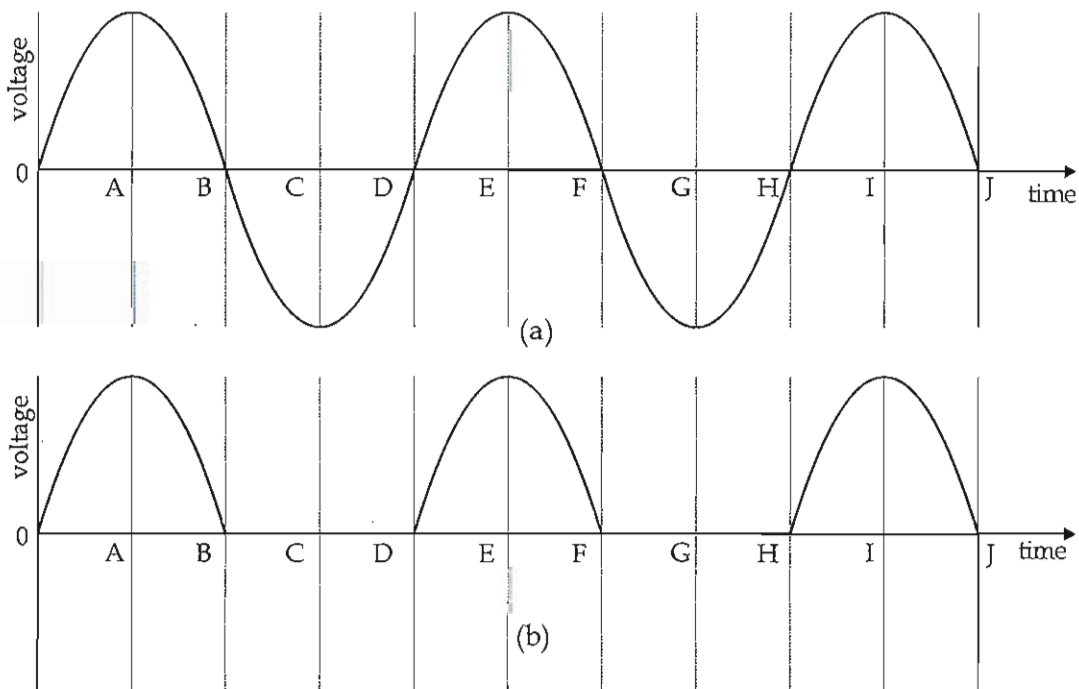 voltage
0
A B C D E F G H I J
time
(a)
voltage
0
A B C D E F G H I J
time
(b)